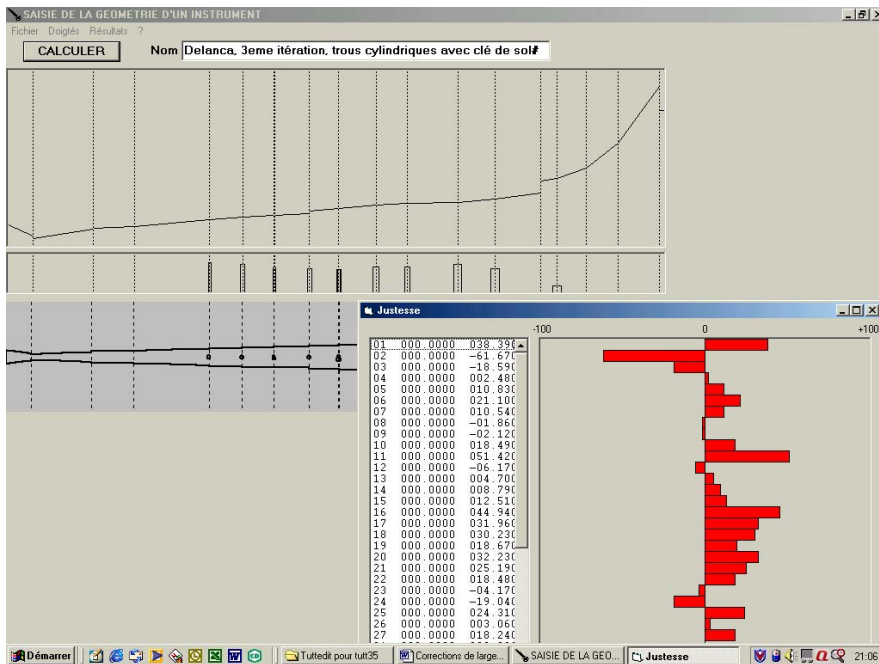 SAISIE DE LA GEOMETRIE D'UN INSTRUMENT
Fichier Doigtés Résultats ?
CALCULER Nom Delanca, 3eme itération, trous cylindriques avec clé de sol#
Justesse
-100 0 +100
01 000.0000 038.390
02 000.0000 -61.670
03 000.0000 -18.590
04 000.0000 002.480
05 000.0000 010.830
06 000.0000 021.100
07 000.0000 010.540
08 000.0000 -01.860
09 000.0000 -02.120
10 000.0000 018.490
11 000.0000 051.420
12 000.0000 -06.170
13 000.0000 004.700
14 000.0000 008.790
15 000.0000 012.510
16 000.0000 044.940
17 000.0000 031.960
18 000.0000 030.230
19 000.0000 018.670
20 000.0000 032.230
21 000.0000 025.190
22 000.0000 018.480
23 000.0000 -04.170
24 000.0000 -19.040
25 000.0000 024.310
26 000.0000 003.060
27 000.0000 018.240
Démarrer Tuttedit pour tutt35 Corrections de large... SAISIE DE LA GEO... Justesse 21:06